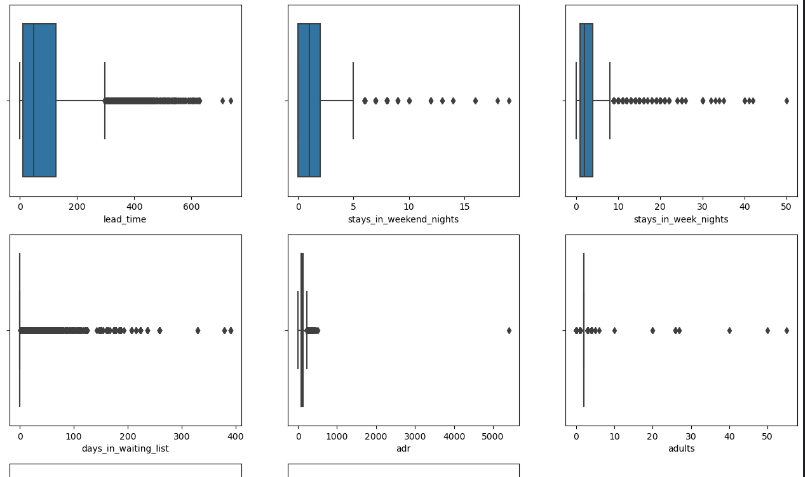 0 200 400 600
lead_time
0 5 10 15
stays_in_weekend_nights
0 10 20 30 40 50
stays_in_week_nights
0 100 200 300 400
days_in_waiting_list
0 1000 2000 3000 4000 5000
adr
0 10 20 30 40 50
adults